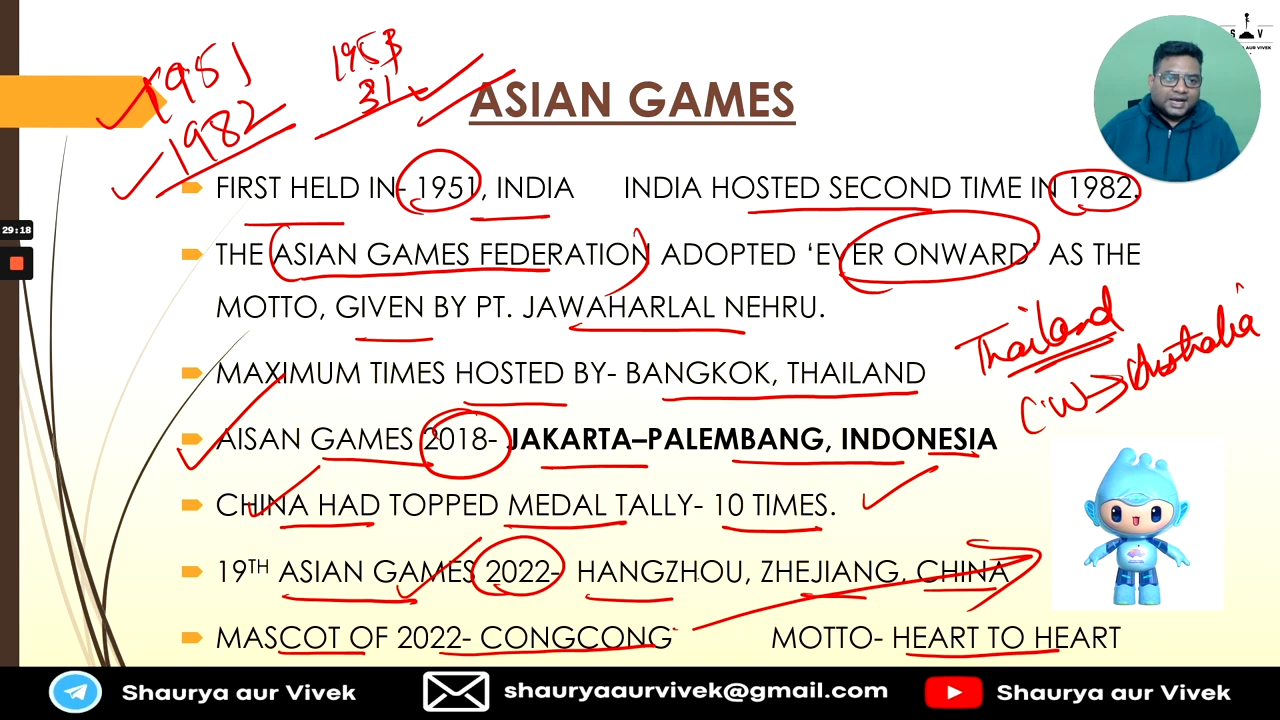 1951
1982
1951
31
S V
ASIAN GAMES
FIRST HELD IN- 1951, INDIA INDIA HOSTED SECOND TIME IN 1982.
29:18
THE ASIAN GAMES FEDERATION ADOPTED ‘EVER ONWARD’ AS THE
MOTTO, GIVEN BY PT. JAWAHARLAL NEHRU.
Thailand
CW → Australia
MAXIMUM TIMES HOSTED BY- BANGKOK, THAILAND
AISAN GAMES 2018- JAKARTA–PALEMBANG, INDONESIA
CHINA HAD TOPPED MEDAL TALLY- 10 TIMES.
19TH ASIAN GAMES 2022- HANGZHOU, ZHEJIANG, CHINA
MASCOT OF 2022- CONGCONG MOTTO- HEART TO HEART
Shaurya aur Vivek shauryaaurvivek@gmail.com Shaurya aur Vivek